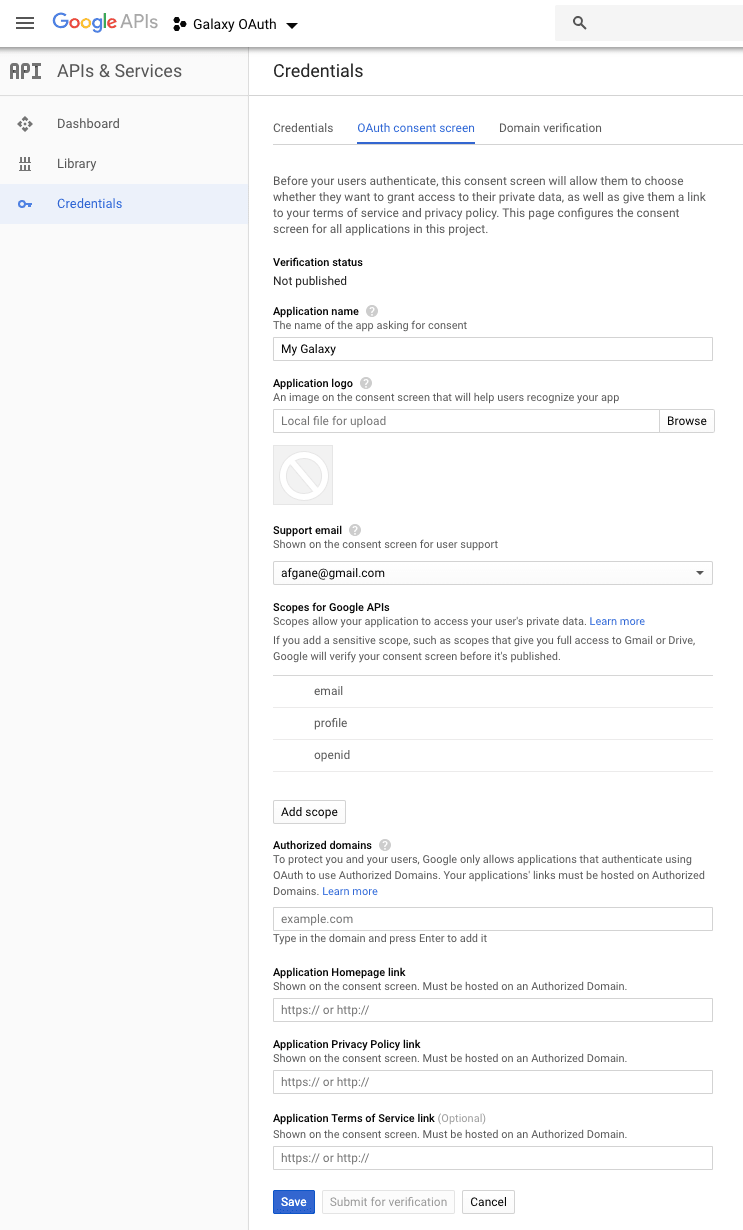 Google APIs
Galaxy OAuth
API
APIs & Services
Dashboard
Library
Credentials
Credentials
Credentials
OAuth consent screen
Domain verification
Before your users authenticate, this consent screen will allow them to choose
whether they want to grant access to their private data, as well as give them a link
to your terms of service and privacy policy. This page configures the consent
screen for all applications in this project.
Verification status
Not published
Application name ?
The name of the app asking for consent
My Galaxy
Application logo ?
An image on the consent screen that will help users recognize your app
Local file for upload
Browse
Support email ?
Shown on the consent screen for user support
afgane@gmail.com
Scopes for Google APIs
Scopes allow your application to access your user's private data. Learn more
If you add a sensitive scope, such as scopes that give you full access to Gmail or Drive,
Google will verify your consent screen before it's published.
email
profile
openid
Add scope
Authorized domains ?
To protect you and your users, Google only allows applications that authenticate using
OAuth to use Authorized Domains. Your applications' links must be hosted on Authorized
Domains. Learn more
example.com
Type in the domain and press Enter to add it
Application Homepage link
Shown on the consent screen. Must be hosted on an Authorized Domain.
https:// or http://
Application Privacy Policy link
Shown on the consent screen. Must be hosted on an Authorized Domain.
https:// or http://
Application Terms of Service link (Optional)
Shown on the consent screen. Must be hosted on an Authorized Domain.
https:// or http://
Save
Submit for verification
Cancel